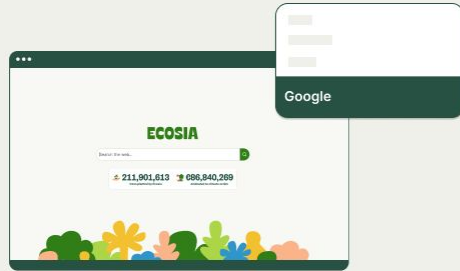 Google
ECOSIA
Search the web...
211,901,613
€86,840,269